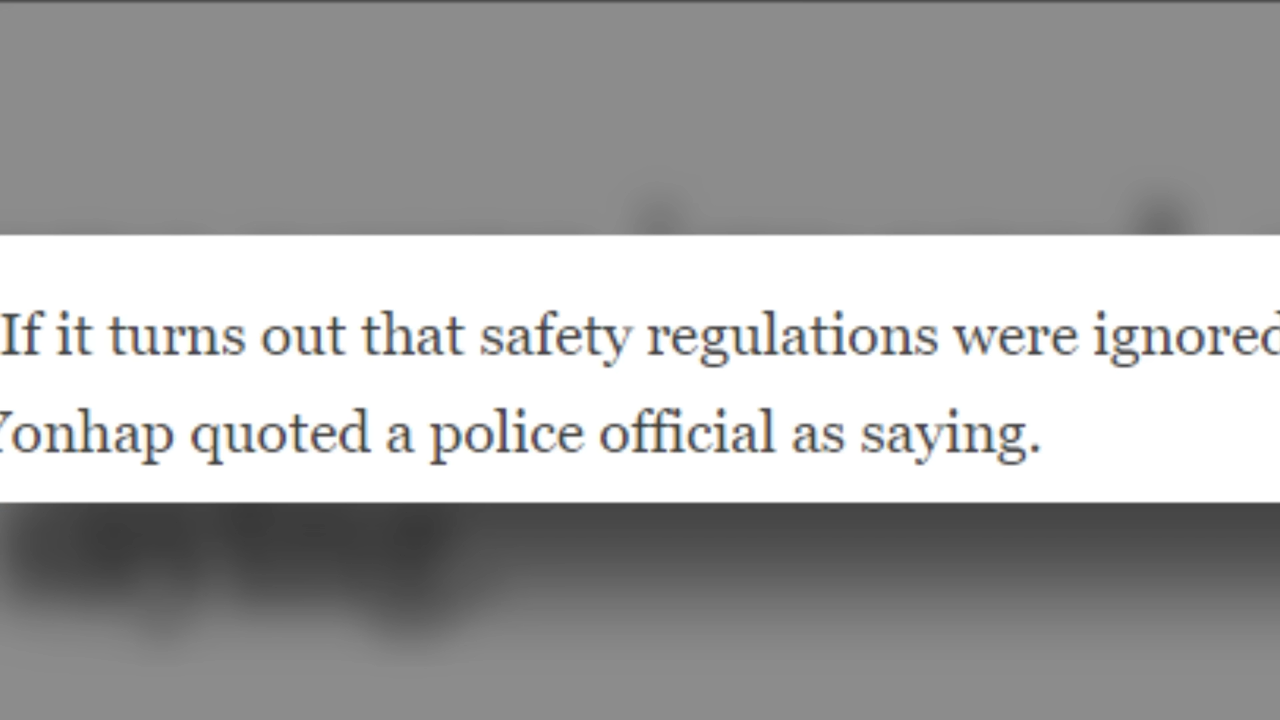 If it turns out that safety regulations were ignored
Yonhap quoted a police official as saying.